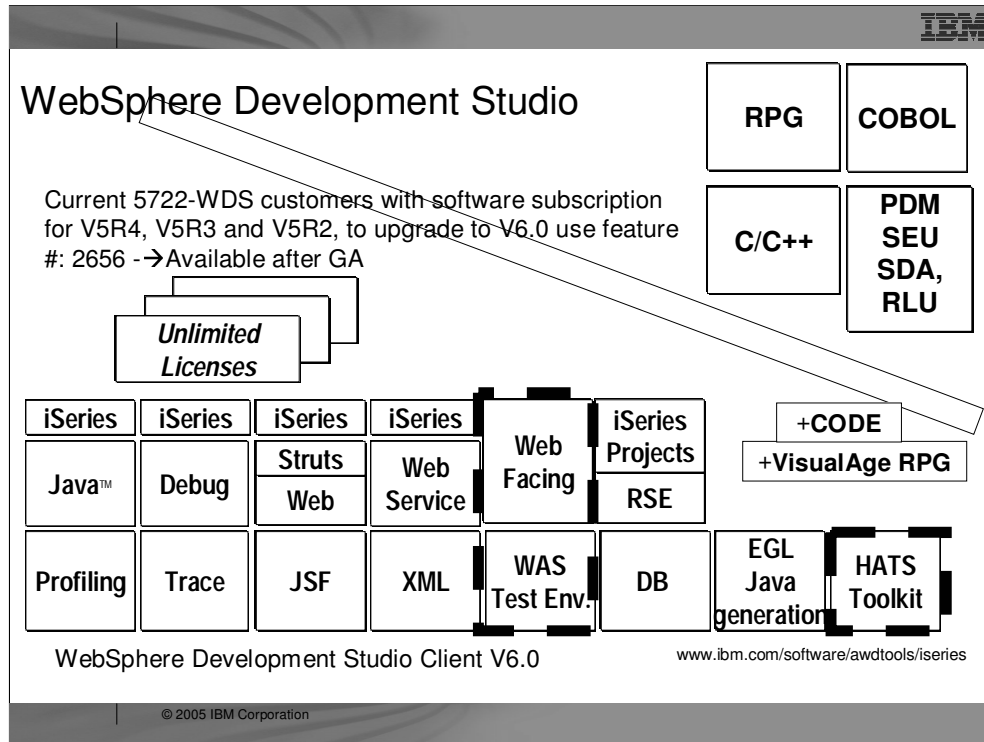 IBM
WebSphere Development Studio
RPG
COBOL
Current 5722-WDS customers with software subscription
for V5R4, V5R3 and V5R2, to upgrade to V6.0 use feature
#: 2656 -→Available after GA
C/C++
PDM
SEU
SDA,
RLU
Unlimited
Licenses
iSeries
iSeries
iSeries
iSeries
Web
Facing
iSeries
Projects
+CODE
+VisualAge RPG
Java™
Debug
Struts
Web
Web
Service
RSE
Profiling
Trace
JSF
XML
WAS
Test Env.
DB
EGL
Java
generation
HATS
Toolkit
WebSphere Development Studio Client V6.0
www.ibm.com/software/awdtools/iseries
© 2005 IBM Corporation